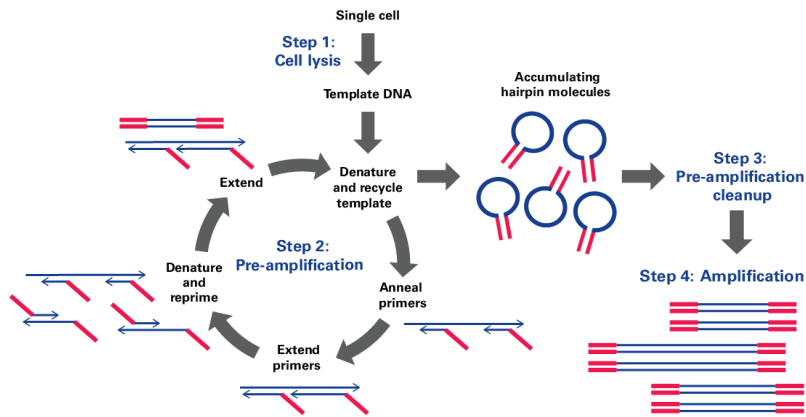 Single cell
Step 1:
Cell lysis
Template DNA
Accumulating
hairpin molecules
Denature
and recycle
template
Extend
Step 3:
Pre-amplification
cleanup
Step 2:
Pre-amplification
Denature
and
reprime
Anneal
primers
Extend
primers
Step 4: Amplification